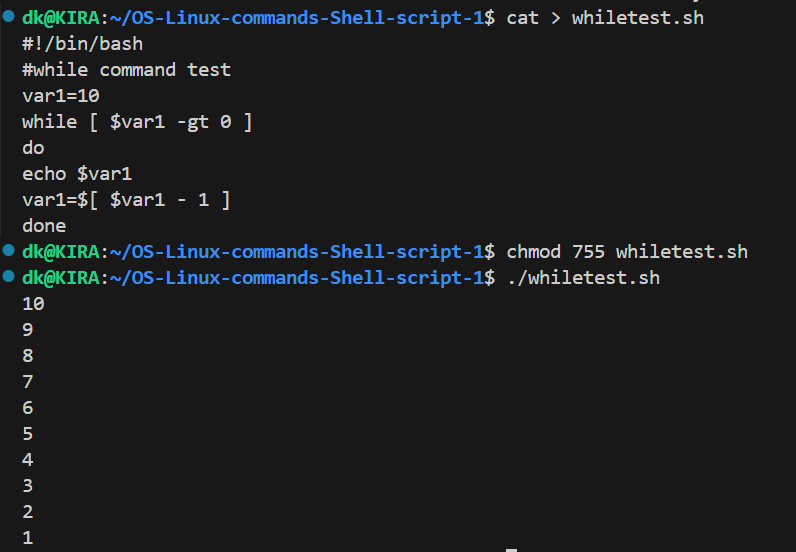 dk@KIRA:~/OS-Linux-commands-Shell-script-1$ cat > whiletest.sh
#!/bin/bash
#while command test
var1=10
while [ $var1 -gt 0 ]
do
echo $var1
var1=$[ $var1 - 1 ]
done
dk@KIRA:~/OS-Linux-commands-Shell-script-1$ chmod 755 whiletest.sh
dk@KIRA:~/OS-Linux-commands-Shell-script-1$ ./whiletest.sh
10
9
8
7
6
5
4
3
2
1